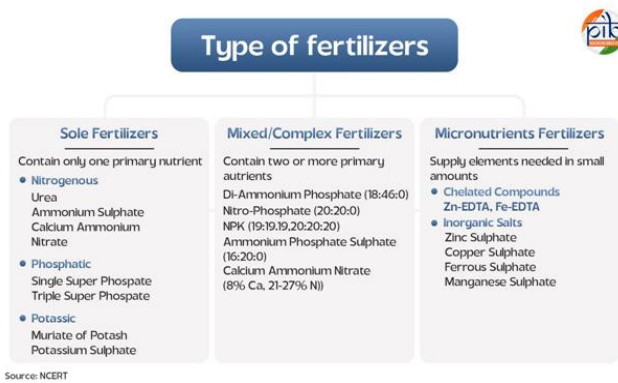 Type of fertilizers
pib
Sole Fertilizers
Contain only one primary nutrient
Nitrogenous
Urea
Ammonium Sulphate
Calcium Ammonium
Nitrate
Phosphatic
Single Super Phospate
Triple Super Phospate
Potassic
Muriate of Potash
Potassium Sulphate
Mixed/Complex Fertilizers
Contain two or more primary
autrients
Di-Ammonium Phosphate (18:46:0)
Nitro-Phosphate (20:20:0)
NPK (19:19.19,20:20:20)
Ammonium Phosphate Sulphate
(16:20:0)
Calcium Ammonium Nitrate
(8% Ca, 21-27% N))
Micronutrients Fertilizers
Supply elements needed in small
amounts
Chelated Compounds
Zn-EDTA, Fe-EDTA
Inorganic Salts
Zinc Sulphate
Copper Sulphate
Ferrous Sulphate
Manganese Sulphate
Source: NCERT